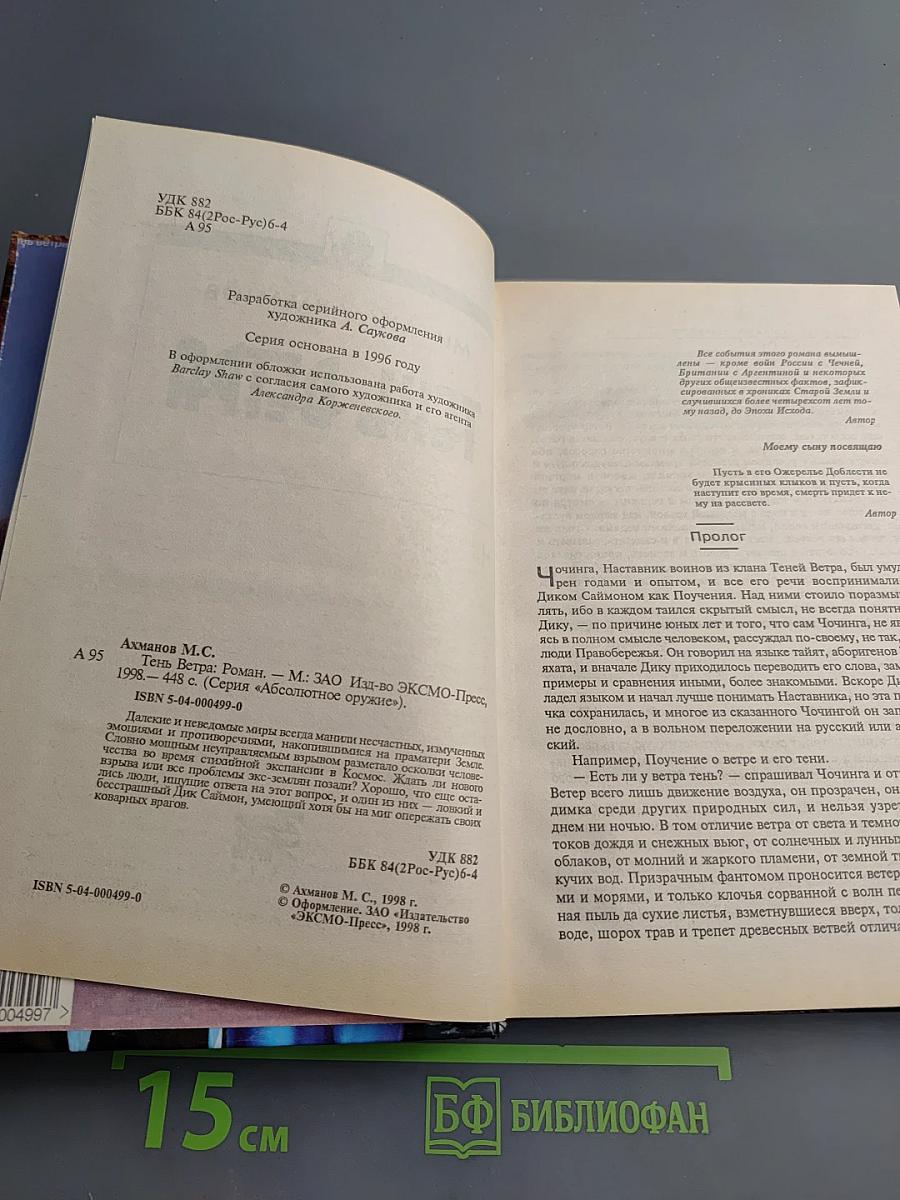 УДК 882
ББК 84(2Рос-Рус)6-4
А 95
Разработка серийного оформления
художника А. Саукова
Серия основана в 1996 году
В оформлении обложки использована работа художника
Barclay Shaw с согласия самого художника и его агента
Александра Корженевского.
Ахманов М.С.
А 95 Тень Ветра: Роман. — М.: ЗАО Изд-во ЭКСМО-Пресс,
1998.— 448 с. (Серия «Абсолютное оружие»).
ISBN 5-04-000499-0
Далекие и неведомые миры всегда манили несчастных, измученных
эмоциями и противоречиями, накопившимися на праматери Земле.
Словно мощным неуправляемым взрывом разметало осколки челове-
чества во время стихийной экспансии в Космос. Ждать ли нового
взрыва или все проблемы экс-землян позади? Хорошо, что еще оста-
лись люди, ищущие ответа на этот вопрос, и один из них — ловкий и
бесстрашный Дик Саймон, умеющий хотя бы на миг опережать своих
коварных врагов.
УДК 882
ББК 84(2Рос-Рус)6-4
ISBN 5-04-000499-0
© Ахманов М. С., 1998 г.
© Оформление. ЗАО «Издательство
«ЭКСМО-Пресс», 1998 г.
Все события этого романа вымыш-
лены — кроме войн России с Чечней,
Британии с Аргентиной и некоторых
других общеизвестных фактов, зафик-
сированных в хрониках Старой Земли и
случившихся более четырехсот лет то-
му назад, до Эпохи Исхода.
Автор
Моему сыну посвящаю
Пусть в его Ожерелье Доблести не
будет крысиных клыков и пусть, когда
наступит его время, смерть придет к не-
му на рассвете.
Автор
Пролог
Чочинга, Наставник воинов из клана Теней Ветра, был умуд
рен годами и опытом, и все его речи воспринимали
Диком Саймоном как Поучения. Над ними стоило поразмы
лять, ибо в каждом таился скрытый смысл, не всегда понятн
Дику, — по причине юных лет и того, что сам Чочинга, не яв
ясь в полном смысле человеком, рассуждал по-своему, не так,
люди Правобережья. Он говорил на языке тайят, аборигенов
яхата, и вначале Дику приходилось переводить его слова, зам
примеры и сравнения иными, более знакомыми. Вскоре Ди
ладел языком и начал лучше понимать Наставника, но эта п
чка сохранилась, и многое из сказанного Чочингой он зап
не дословно, а в вольном переложении на русский или а
ский.
Например, Поучение о ветре и его тени.
— Есть ли у ветра тень? — спрашивал Чочинга и от
Ветер всего лишь движение воздуха, он прозрачен, он
димка среди других природных сил, и нельзя узрет
днем ни ночью. В том отличие ветра от света и темно
токов дождя и снежных вьюг, от солнечных и лунных
облаков, от молний и жаркого пламени, от земной т
кучих вод. Призрачным фантомом проносится ветер
ми и морями, и только клочья сорванной с волн пе
ная пыль да сухие листья, взметнувшиеся вверх, тол
воде, шорох трав и трепет древесных ветвей отлича
004997 >
15 см
БФ БИБЛИОФАН